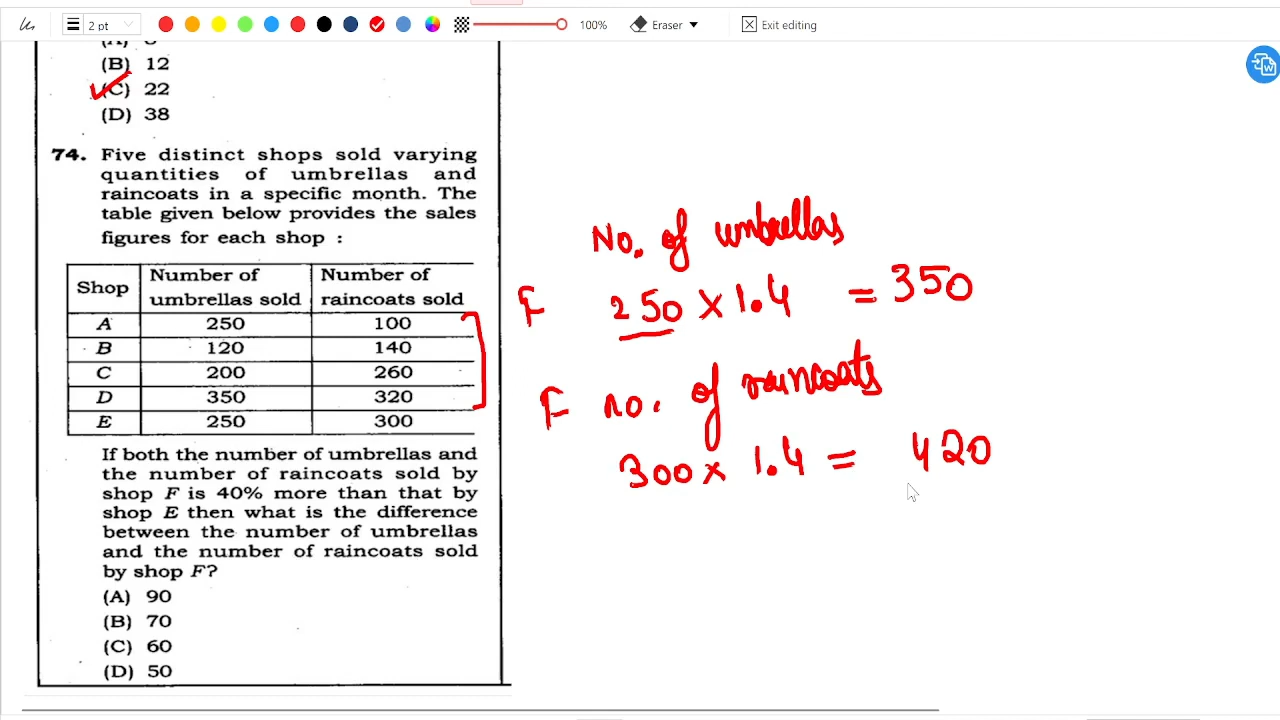 2 pt
100%
Eraser
Exit editing
(B) 12
(C) 22
(D) 38
74. Five distinct shops sold varying
quantities of umbrellas and
raincoats in a specific month. The
table given below provides the sales
figures for each shop :
Shop Number of umbrellas sold Number of raincoats sold
A 250 100
B 120 140
C 200 260
D 350 320
E 250 300
If both the number of umbrellas and
the number of raincoats sold by
shop F is 40% more than that by
shop E then what is the difference
between the number of umbrellas
and the number of raincoats sold
by shop F?
(A) 90
(B) 70
(C) 60
(D) 50
No. of umbrellas
F 250 × 1.4 = 350
F no. of raincoats
300 × 1.4 = 420